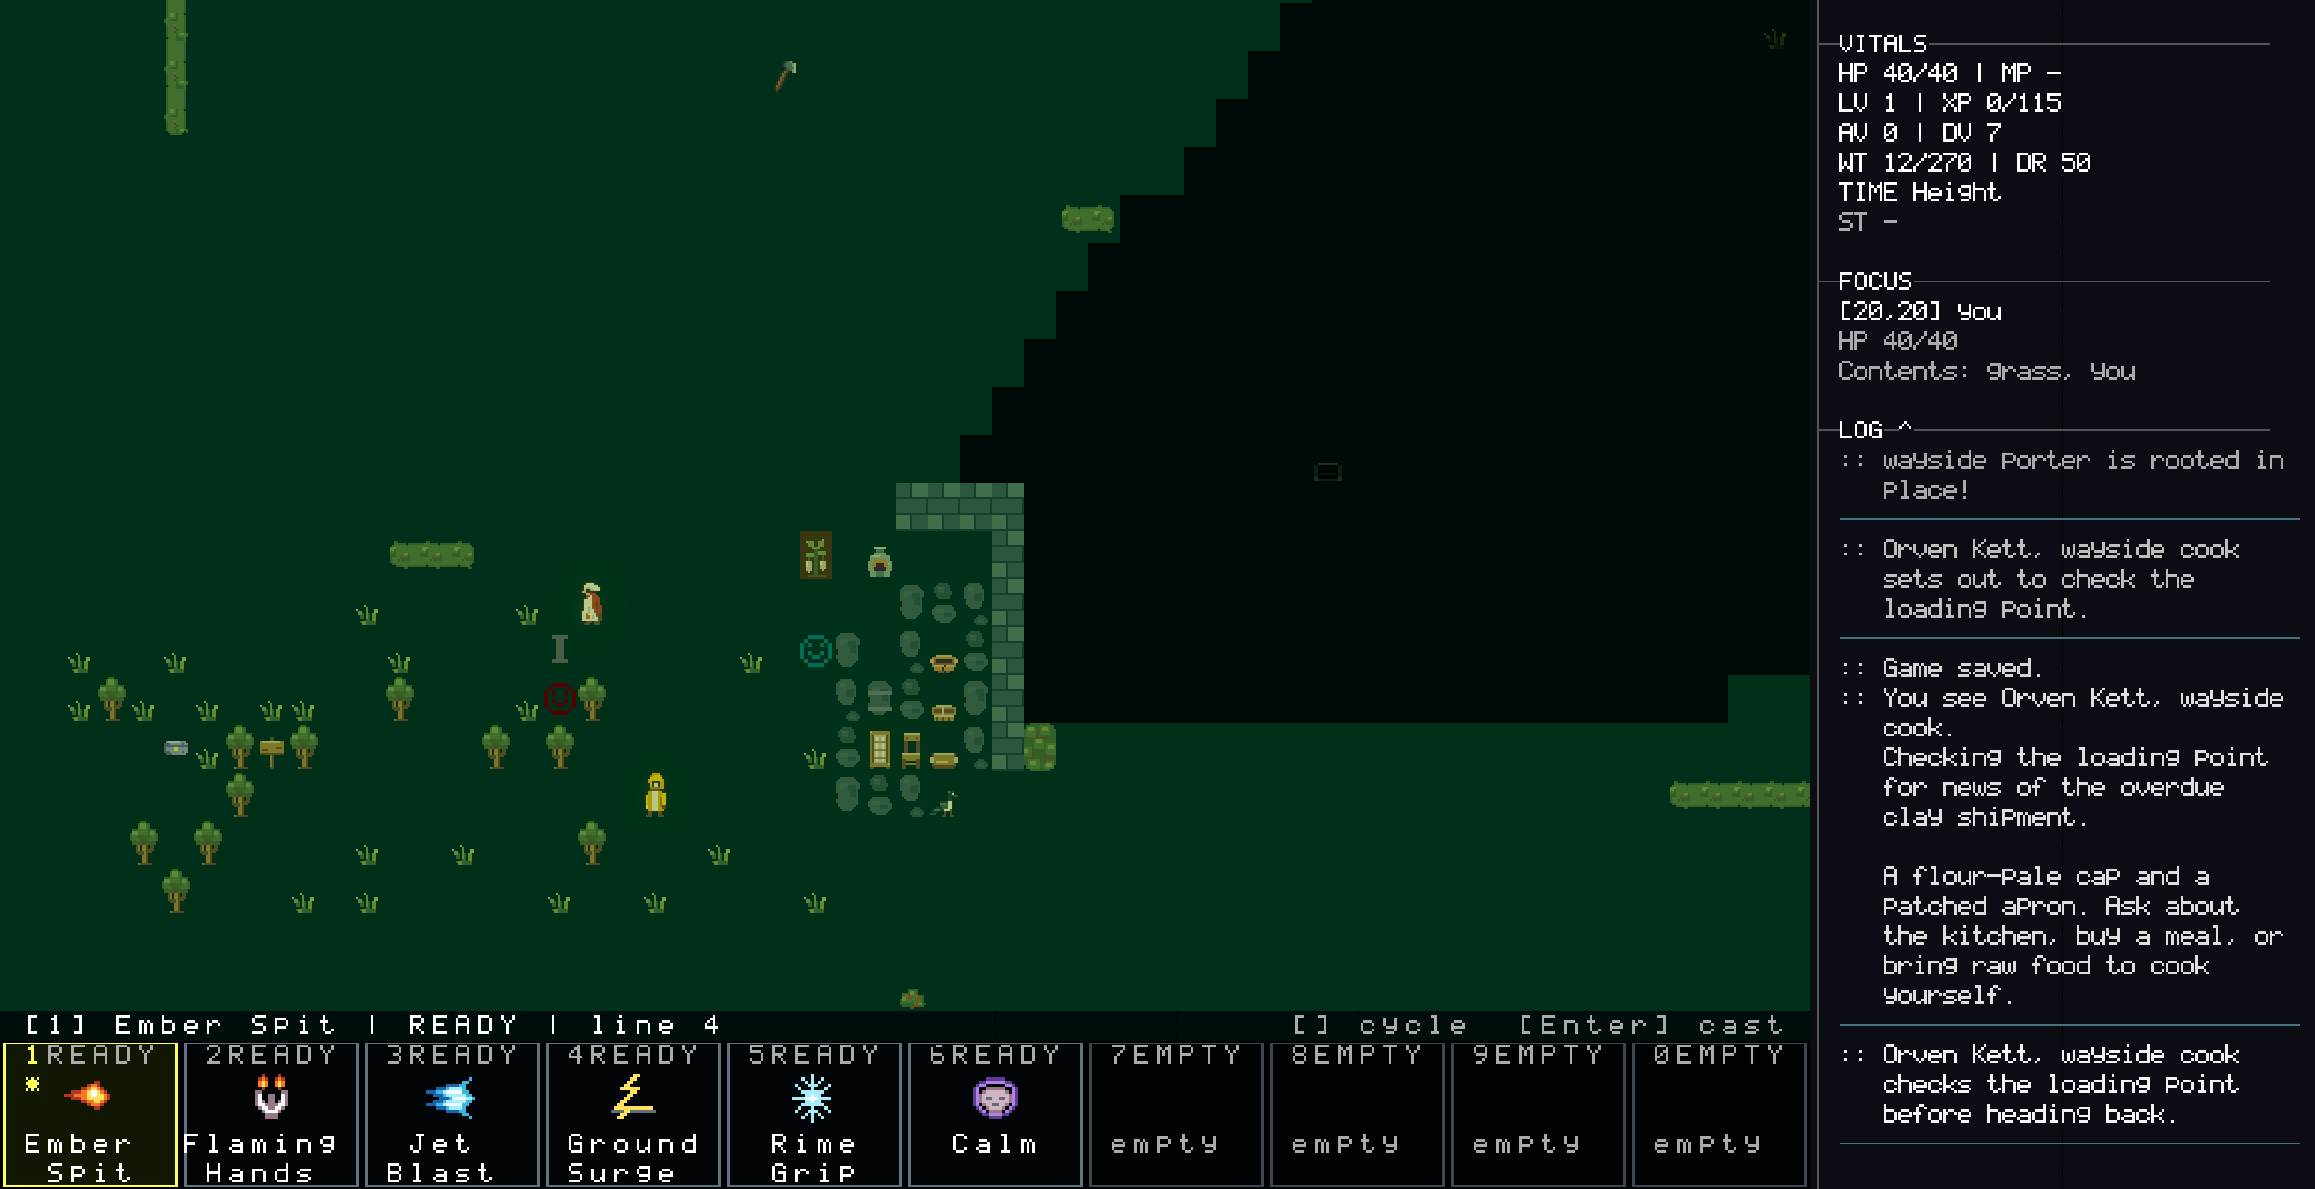 VITALS
HP 40/40 | MP -
LV 1 | XP 0/115
AV 0 | DV 7
WT 12/270 | DR 50
TIME Height
ST -
FOCUS
[20,20] you
HP 40/40
Contents: grass, you
LOG ^
:: wayside porter is rooted in
place!
:: Orven Kett, wayside cook
sets out to check the
loading point.
:: Game saved.
:: You see Orven Kett, wayside
cook.
Checking the loading point
for news of the overdue
clay shipment.
A flour-pale cap and a
patched apron. Ask about
the kitchen, buy a meal, or
bring raw food to cook
yourself.
:: Orven Kett, wayside cook
checks the loading point
before heading back.
[1] Ember Spit | READY | line 4
[] cycle [Enter] cast
1READY 2READY 3READY 4READY 5READY 6READY 7EMPTY 8EMPTY 9EMPTY 0EMPTY
Ember Flaming Jet Ground Rime Calm empty empty empty empty
Spit Hands Blast Surge Grip